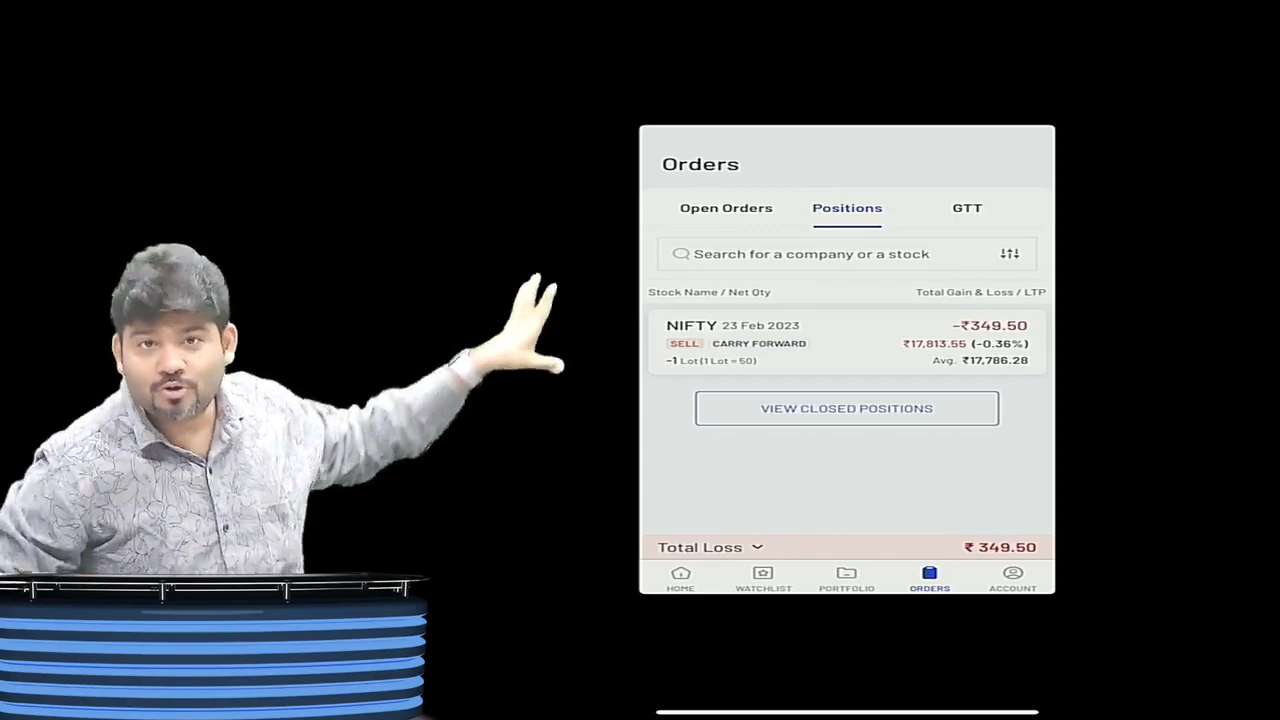 Orders
Open Orders Positions GTT
Search for a company or a stock
Stock Name / Net Qty Total Gain & Loss / LTP
NIFTY 23 Feb 2023 -₹349.50
SELL CARRY FORWARD ₹17,813.55 (-0.36%)
-1 Lot (1 Lot = 50) Avg. ₹17,786.28
VIEW CLOSED POSITIONS
Total Loss ₹ 349.50
HOME WATCHLIST PORTFOLIO ORDERS ACCOUNT